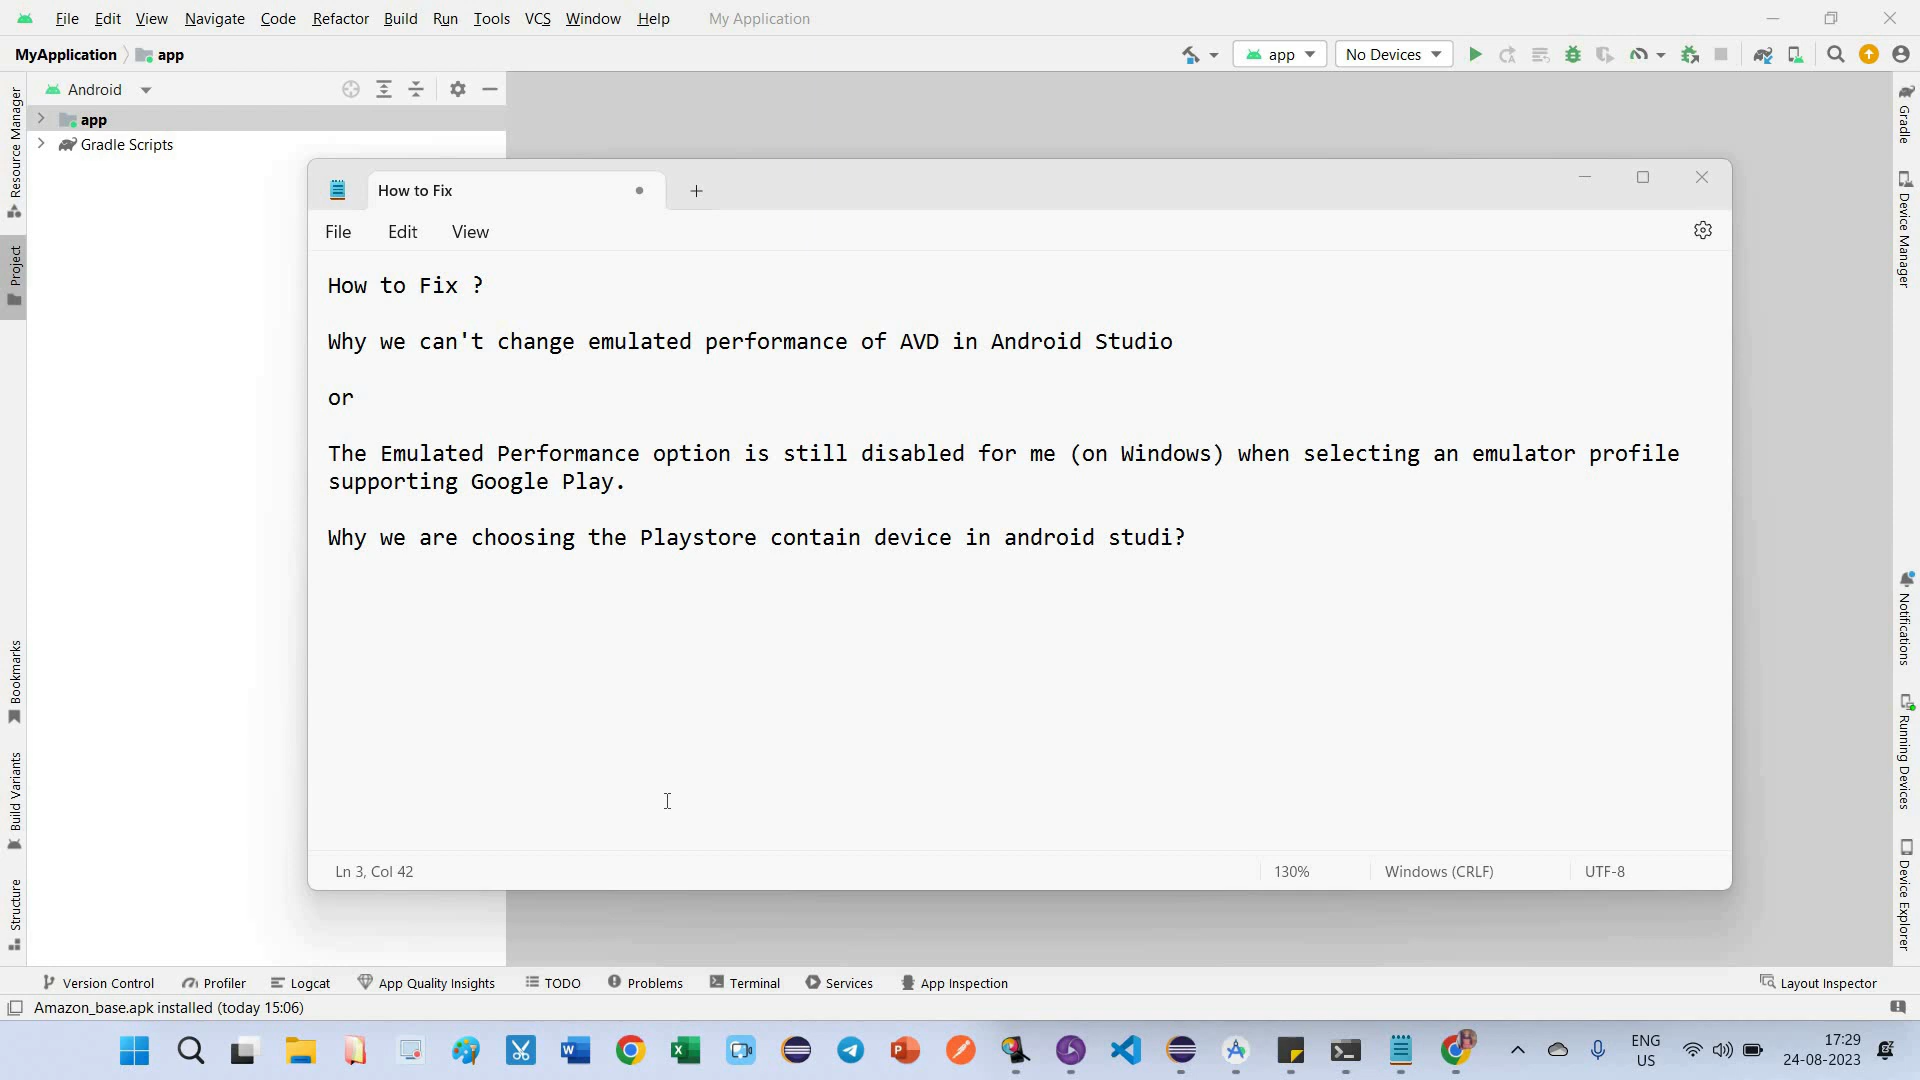 File Edit View Navigate Code Refactor Build Run Tools VCS Window Help My Application
MyApplication app
app No Devices
Android
app
Gradle Scripts
Resource Manager
Project
Bookmarks
Build Variants
Structure
Gradle
Device Manager
Notifications
Running Devices
Device Explorer
How to Fix
File Edit View
How to Fix ?
Why we can't change emulated performance of AVD in Android Studio
or
The Emulated Performance option is still disabled for me (on Windows) when selecting an emulator profile
supporting Google Play.
Why we are choosing the Playstore contain device in android studi?
Ln 3, Col 42 130% Windows (CRLF) UTF-8
Version Control Profiler Logcat App Quality Insights TODO Problems Terminal Services App Inspection Layout Inspector
Amazon_base.apk installed (today 15:06)
ENG 17:29
US 24-08-2023